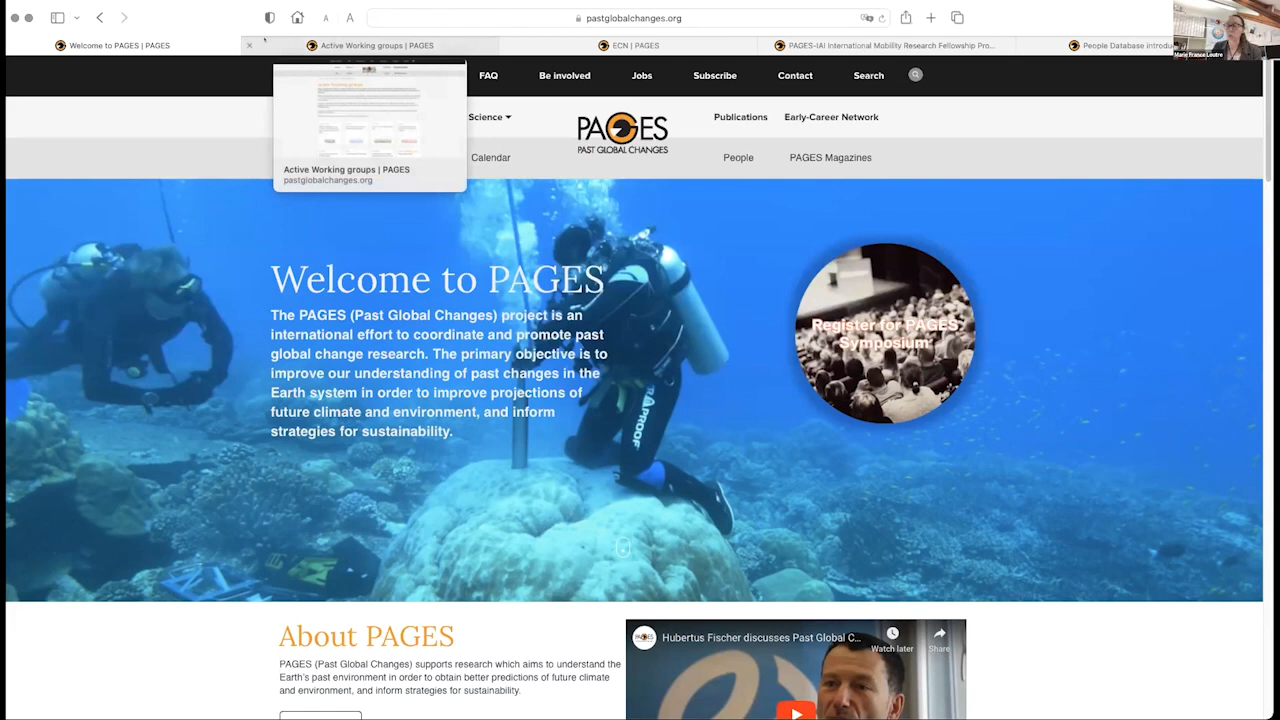 pastglobalchanges.org
Welcome to PAGES | PAGES
Active Working groups | PAGES
ECN | PAGES
PAGES-IAI International Mobility Research Fellowship Pro...
People Database introdu
Marie France Loutre
FAQ
Be involved
Jobs
Subscribe
Contact
Search
Science
PAGES
PAST GLOBAL CHANGES
Publications
Early-Career Network
Calendar
People
PAGES Magazines
Active Working groups | PAGES
pastglobalchanges.org
Welcome to PAGES
The PAGES (Past Global Changes) project is an
international effort to coordinate and promote past
global change research. The primary objective is to
improve our understanding of past changes in the
Earth system in order to improve projections of
future climate and environment, and inform
strategies for sustainability.
Register for PAGES
Symposium
About PAGES
PAGES (Past Global Changes) supports research which aims to understand the
Earth's past environment in order to obtain better predictions of future climate
and environment, and inform strategies for sustainability.
Hubertus Fischer discusses Past Global C...
Watch later
Share